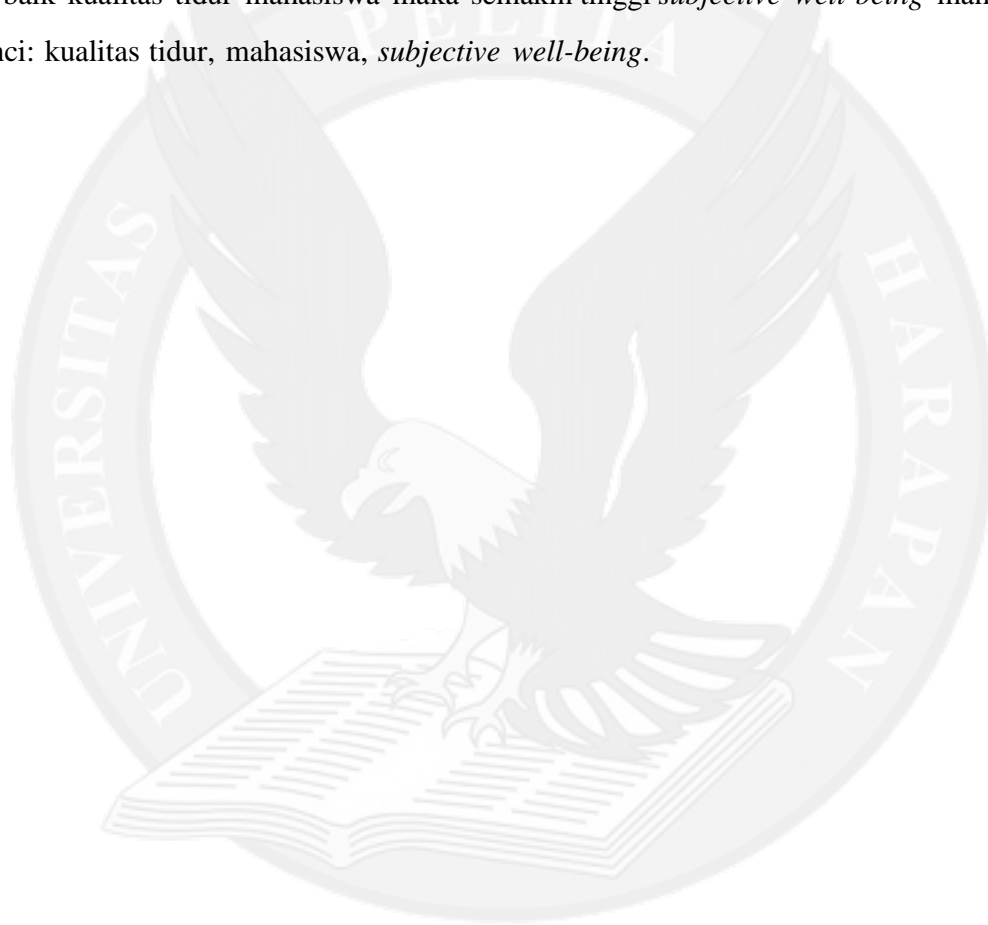 baik kualitas tidur mahasiswa maka semakin tinggi subjective well-being
nci: kualitas tidur, mahasiswa, subjective well-being.
UNIVERSITAS PELITA HARAPAN